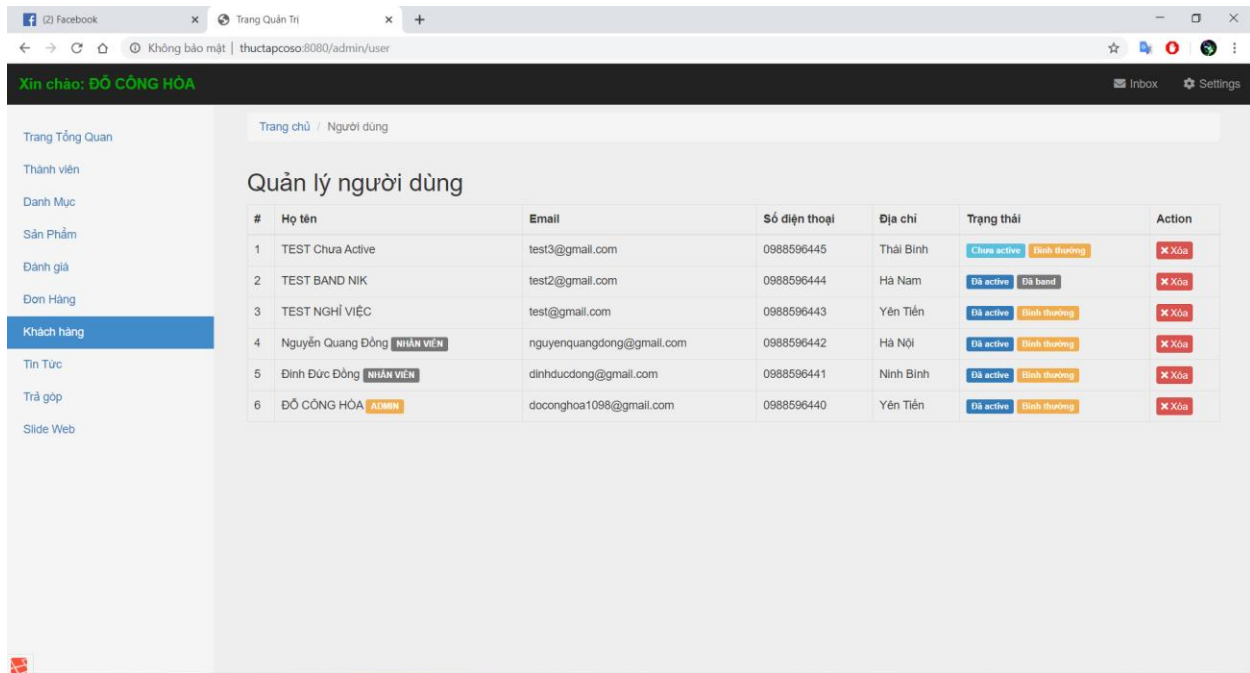 (2) Facebook
Trang Quản Trị
Không bảo mật | thuctapcoso:8080/admin/user
Xin chào: ĐỖ CÔNG HÒA
Inbox
Settings
Trang Tổng Quan
Thành viên
Danh Mục
Sản Phẩm
Đánh giá
Đơn Hàng
Khách hàng
Tin Tức
Trả góp
Slide Web
Trang chủ / Người dùng
Quản lý người dùng
# Họ tên Email Số điện thoại Địa chỉ Trạng thái Action
1 TEST Chưa Active test3@gmail.com 0988596445 Thái Bình Chưa active Bình thường Xóa
2 TEST BAND NIK test2@gmail.com 0988596444 Hà Nam Đã active Đã band Xóa
3 TEST NGHỈ VIỆC test@gmail.com 0988596443 Yên Tiến Đã active Bình thường Xóa
4 Nguyễn Quang Đồng NHÂN VIÊN nguyenquangdong@gmail.com 0988596442 Hà Nội Đã active Bình thường Xóa
5 Đinh Đức Đồng NHÂN VIÊN dinhducdong@gmail.com 0988596441 Ninh Bình Đã active Bình thường Xóa
6 ĐỖ CÔNG HÒA ADMIN doconghoa1098@gmail.com 0988596440 Yên Tiến Đã active Bình thường Xóa